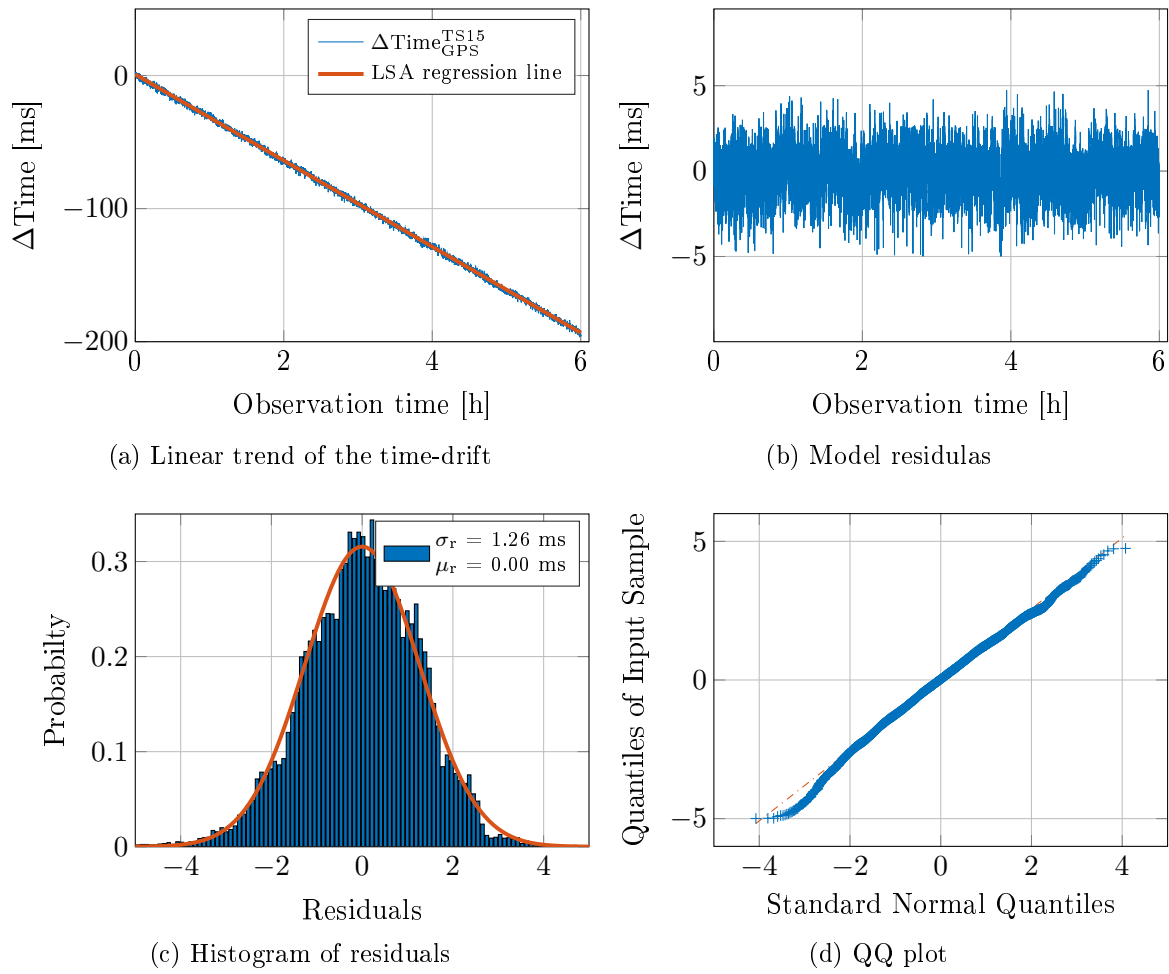 0
−100
−200
ΔTime [ms]
ΔTime^TS15_GPS
LSA regression line
0 2 4 6
Observation time [h]
(a) Linear trend of the time-drift
5
0
−5
ΔTime [ms]
0 2 4 6
Observation time [h]
(b) Model residulas
0.3
0.2
0.1
0
Probabilty
σr = 1.26 ms
μr = 0.00 ms
−4 −2 0 2 4
Residuals
(c) Histogram of residuals
5
0
−5
Quantiles of Input Sample
−4 −2 0 2 4
Standard Normal Quantiles
(d) QQ plot